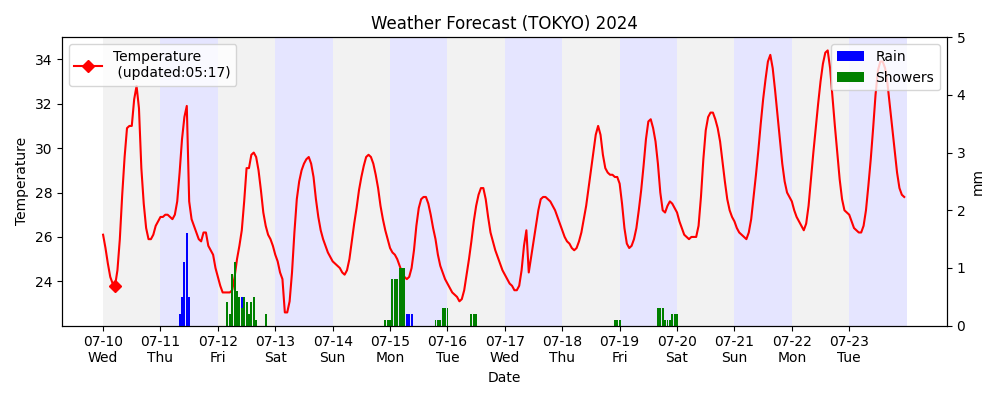 Weather Forecast (TOKYO) 2024
Temperature
(updated:05:17)
Rain
Showers
34
32
30
28
26
24
Temperature
5
4
3
2
1
0
mm
07-10 07-11 07-12 07-13 07-14 07-15 07-16 07-17 07-18 07-19 07-20 07-21 07-22 07-23
Wed Thu Fri Sat Sun Mon Tue Wed Thu Fri Sat Sun Mon Tue
Date